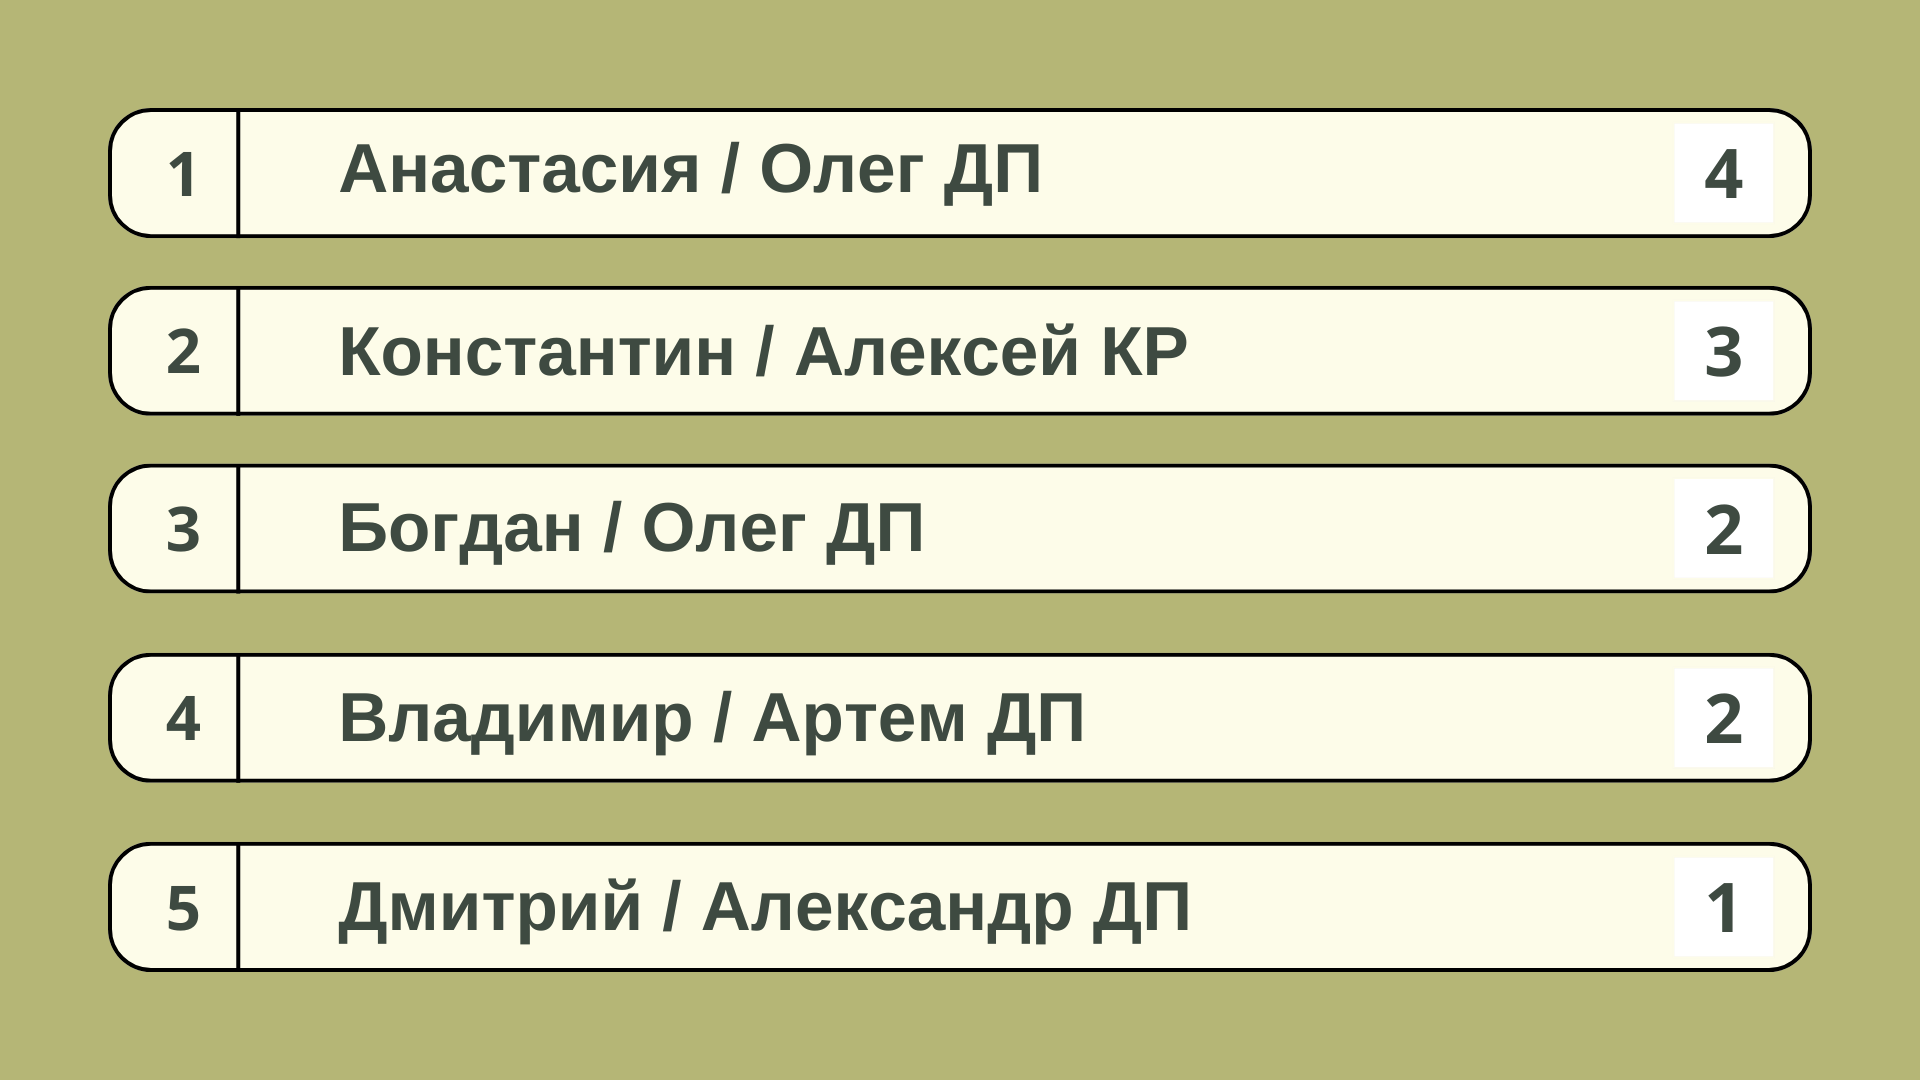 1 Анастасия / Олег ДП 4
2 Константин / Алексей КР 3
3 Богдан / Олег ДП 2
4 Владимир / Артем ДП 2
5 Дмитрий / Александр ДП 1